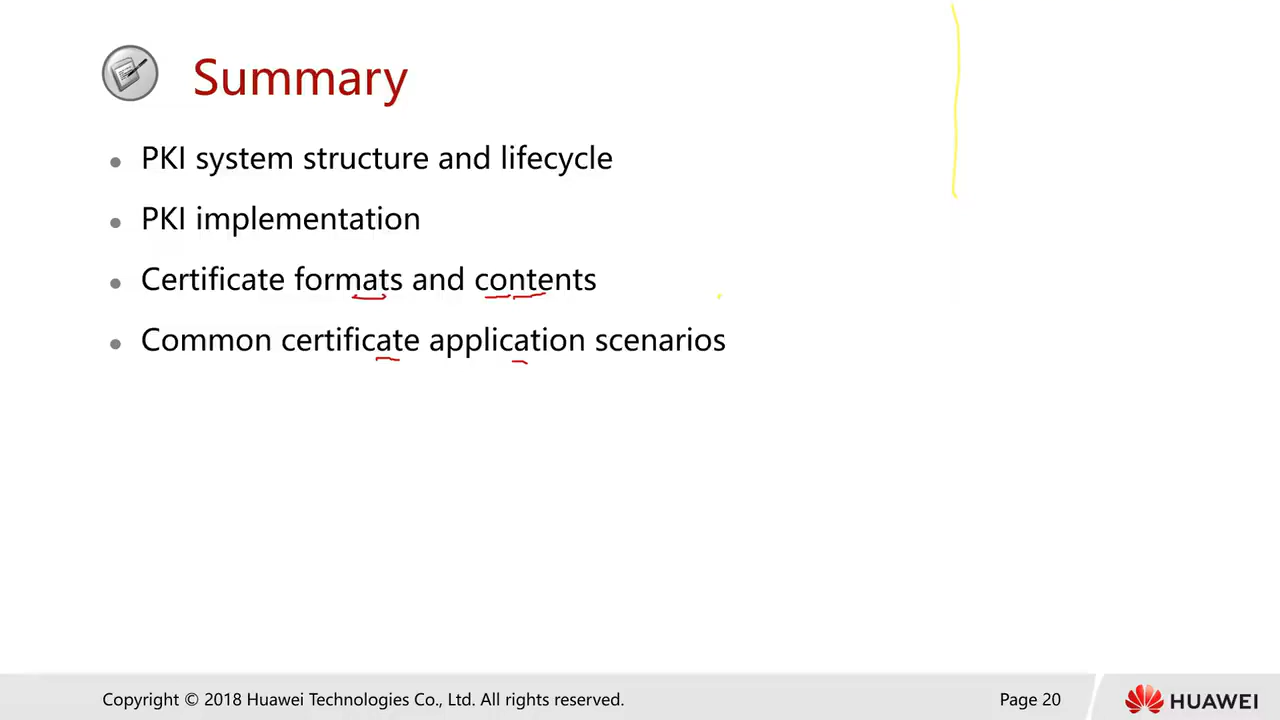 Summary
PKI system structure and lifecycle
PKI implementation
Certificate formats and contents
Common certificate application scenarios
Copyright © 2018 Huawei Technologies Co., Ltd. All rights reserved.
Page 20
HUAWEI